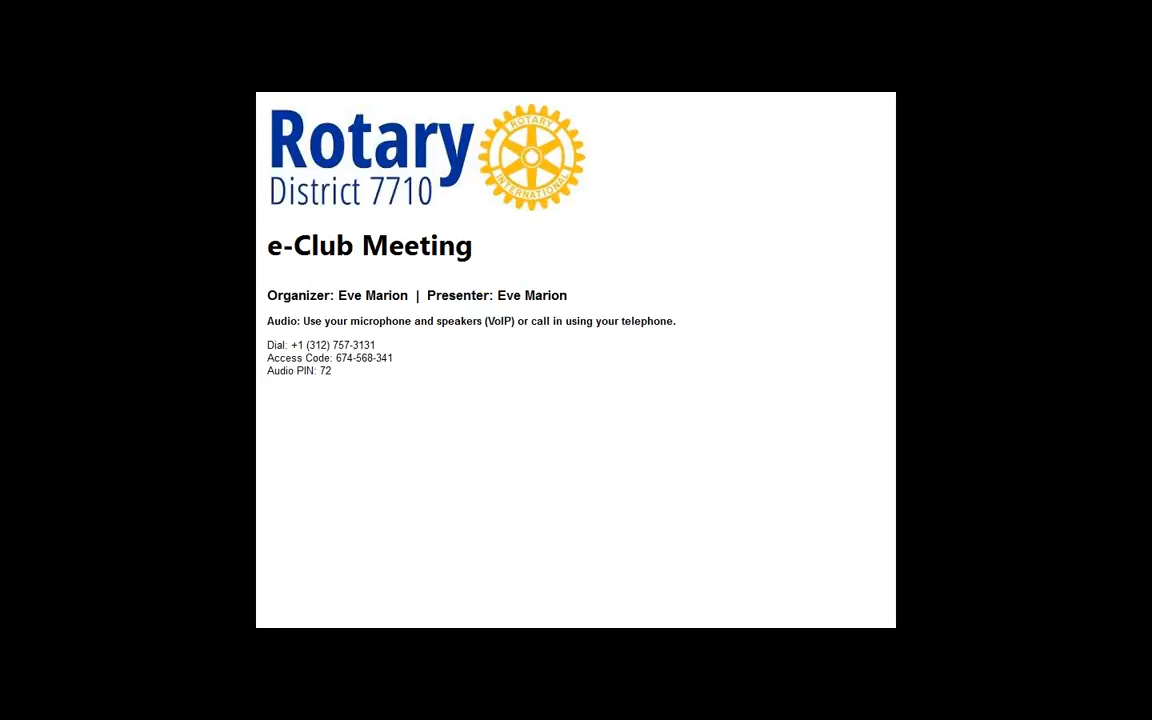 Rotary
District 7710
ROTARY
INTERNATIONAL
e-Club Meeting
Organizer: Eve Marion | Presenter: Eve Marion
Audio: Use your microphone and speakers (VoIP) or call in using your telephone.
Dial: +1 (312) 757-3131
Access Code: 674-568-341
Audio PIN: 72